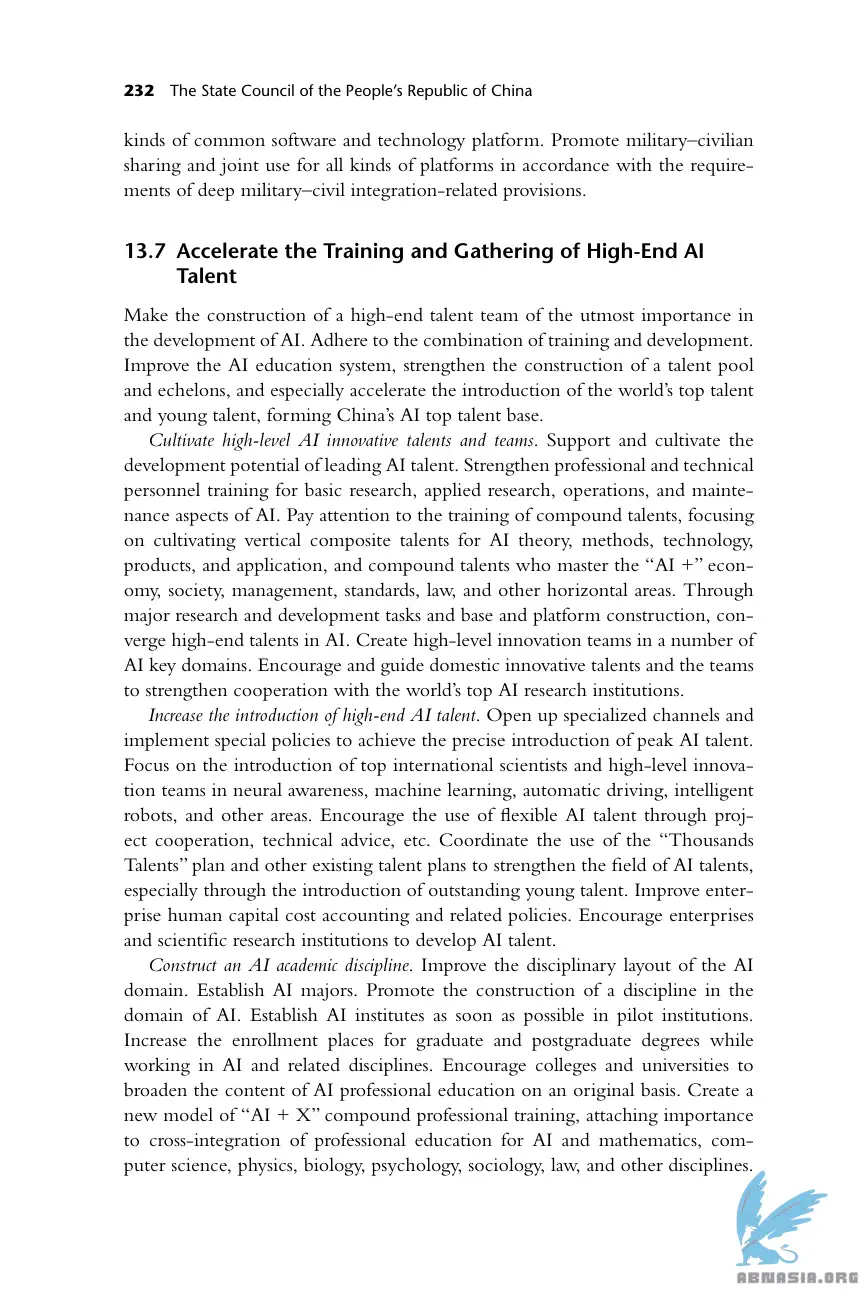 232 The State Council of the People's Republic of China
kinds of common software and technology platform. Promote military–civilian
sharing and joint use for all kinds of platforms in accordance with the require-
ments of deep military–civil integration-related provisions.
13.7 Accelerate the Training and Gathering of High-End AI
Talent
Make the construction of a high-end talent team of the utmost importance in
the development of AI. Adhere to the combination of training and development.
Improve the AI education system, strengthen the construction of a talent pool
and echelons, and especially accelerate the introduction of the world's top talent
and young talent, forming China's AI top talent base.
Cultivate high-level AI innovative talents and teams. Support and cultivate the
development potential of leading AI talent. Strengthen professional and technical
personnel training for basic research, applied research, operations, and mainte-
nance aspects of AI. Pay attention to the training of compound talents, focusing
on cultivating vertical composite talents for AI theory, methods, technology,
products, and application, and compound talents who master the “AI +” econ-
omy, society, management, standards, law, and other horizontal areas. Through
major research and development tasks and base and platform construction, con-
verge high-end talents in AI. Create high-level innovation teams in a number of
AI key domains. Encourage and guide domestic innovative talents and the teams
to strengthen cooperation with the world's top AI research institutions.
Increase the introduction of high-end AI talent. Open up specialized channels and
implement special policies to achieve the precise introduction of peak AI talent.
Focus on the introduction of top international scientists and high-level innova-
tion teams in neural awareness, machine learning, automatic driving, intelligent
robots, and other areas. Encourage the use of flexible AI talent through proj-
ect cooperation, technical advice, etc. Coordinate the use of the “Thousands
Talents” plan and other existing talent plans to strengthen the field of AI talents,
especially through the introduction of outstanding young talent. Improve enter-
prise human capital cost accounting and related policies. Encourage enterprises
and scientific research institutions to develop AI talent.
Construct an AI academic discipline. Improve the disciplinary layout of the AI
domain. Establish AI majors. Promote the construction of a discipline in the
domain of AI. Establish AI institutes as soon as possible in pilot institutions.
Increase the enrollment places for graduate and postgraduate degrees while
working in AI and related disciplines. Encourage colleges and universities to
broaden the content of AI professional education on an original basis. Create a
new model of “AI + X” compound professional training, attaching importance
to cross-integration of professional education for AI and mathematics, com-
puter science, physics, biology, psychology, sociology, law, and other disciplines.
ABNASIA.ORG